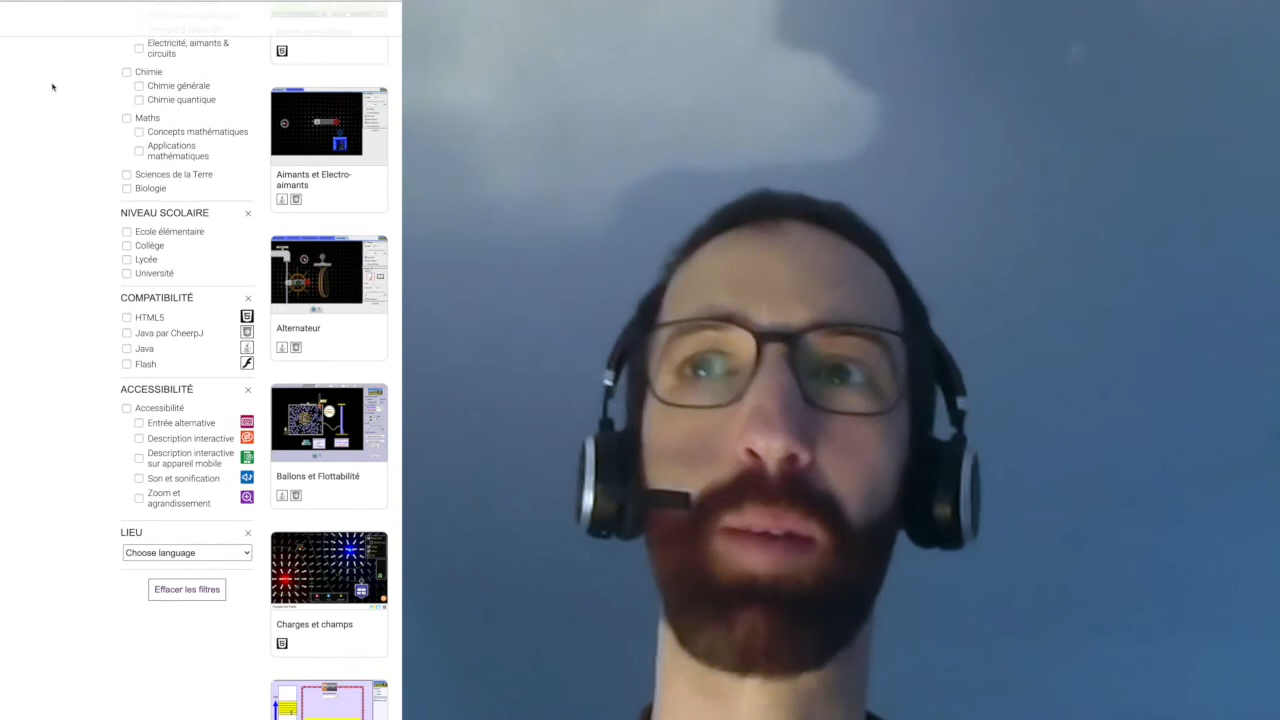 Electricité, aimants &
circuits
Chimie
Chimie générale
Chimie quantique
Maths
Concepts mathématiques
Applications
mathématiques
Sciences de la Terre
Biologie
NIVEAU SCOLAIRE
Ecole élémentaire
Collège
Lycée
Université
COMPATIBILITÉ
HTML5
Java par CheerpJ
Java
Flash
ACCESSIBILITÉ
Accessibilité
Entrée alternative
Description interactive
Description interactive
sur appareil mobile
Son et sonification
Zoom et
agrandissement
LIEU
Choose language
Effacer les filtres
Aimants et Electro-
aimants
Alternateur
Ballons et Flottabilité
Charges et champs